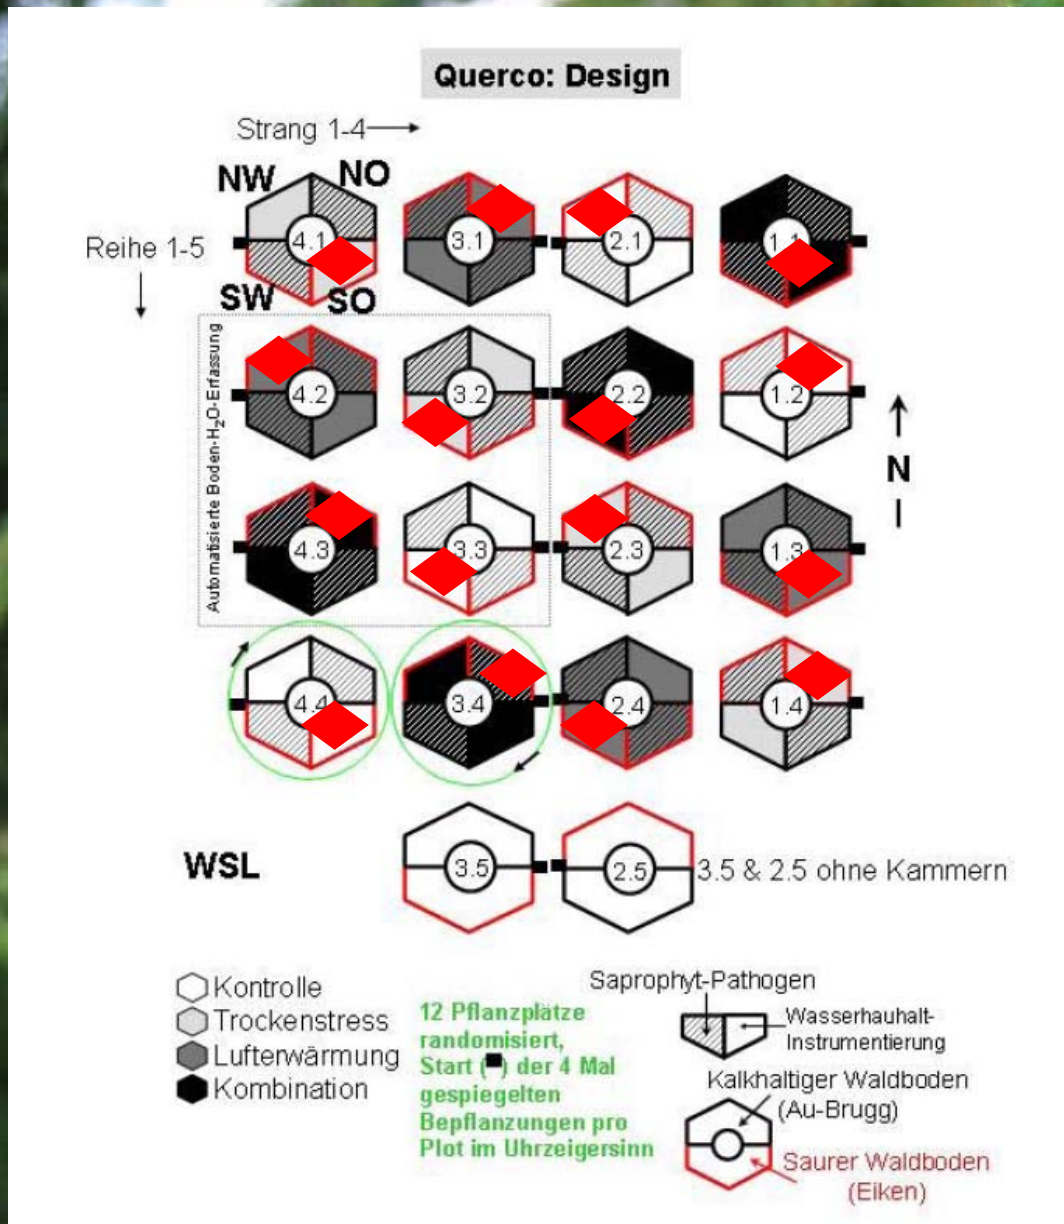 Querco: Design
Strang 1-4
NW NO
Reihe 1-5
4.1 3.1 2.1 1.1
SW SO
Automatisierte Boden-H2O-Erfassung
4.2 3.2 2.2 1.2
N
4.3 3.3 2.3 1.3
4.4 3.4 2.4 1.4
WSL
3.5 2.5
3.5 & 2.5 ohne Kammern
Kontrolle
Trockenstress
Lufterwärmung
Kombination
12 Pflanzplätze
randomisiert,
Start (■) der 4 Mal
gespiegelten
Bepflanzungen pro
Plot im Uhrzeigersinn
Saprophyt-Pathogen
Wasserhauhalt-
Instrumentierung
Kalkhaltiger Waldboden
(Au-Brugg)
Saurer Waldboden
(Eiken)